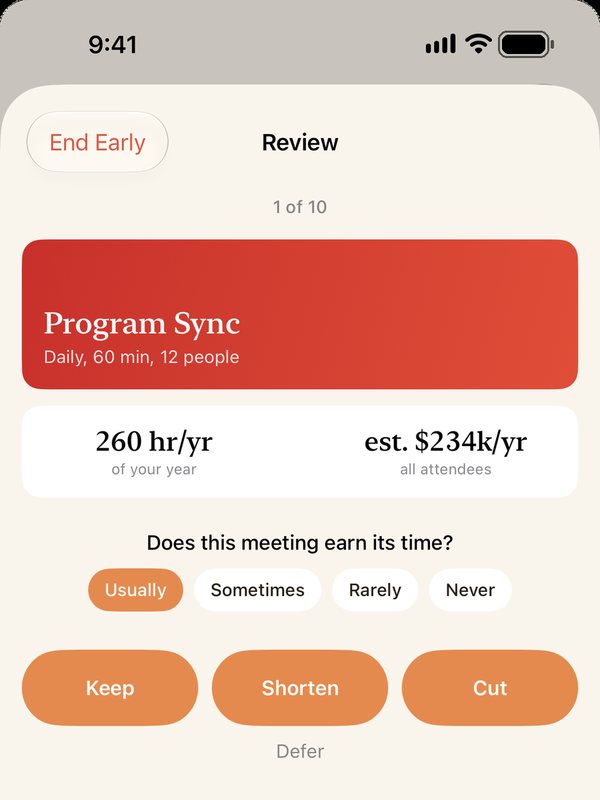 9:41
End Early
Review
1 of 10
Program Sync
Daily, 60 min, 12 people
260 hr/yr
of your year
est. $234k/yr
all attendees
Does this meeting earn its time?
Usually
Sometimes
Rarely
Never
Keep
Shorten
Cut
Defer